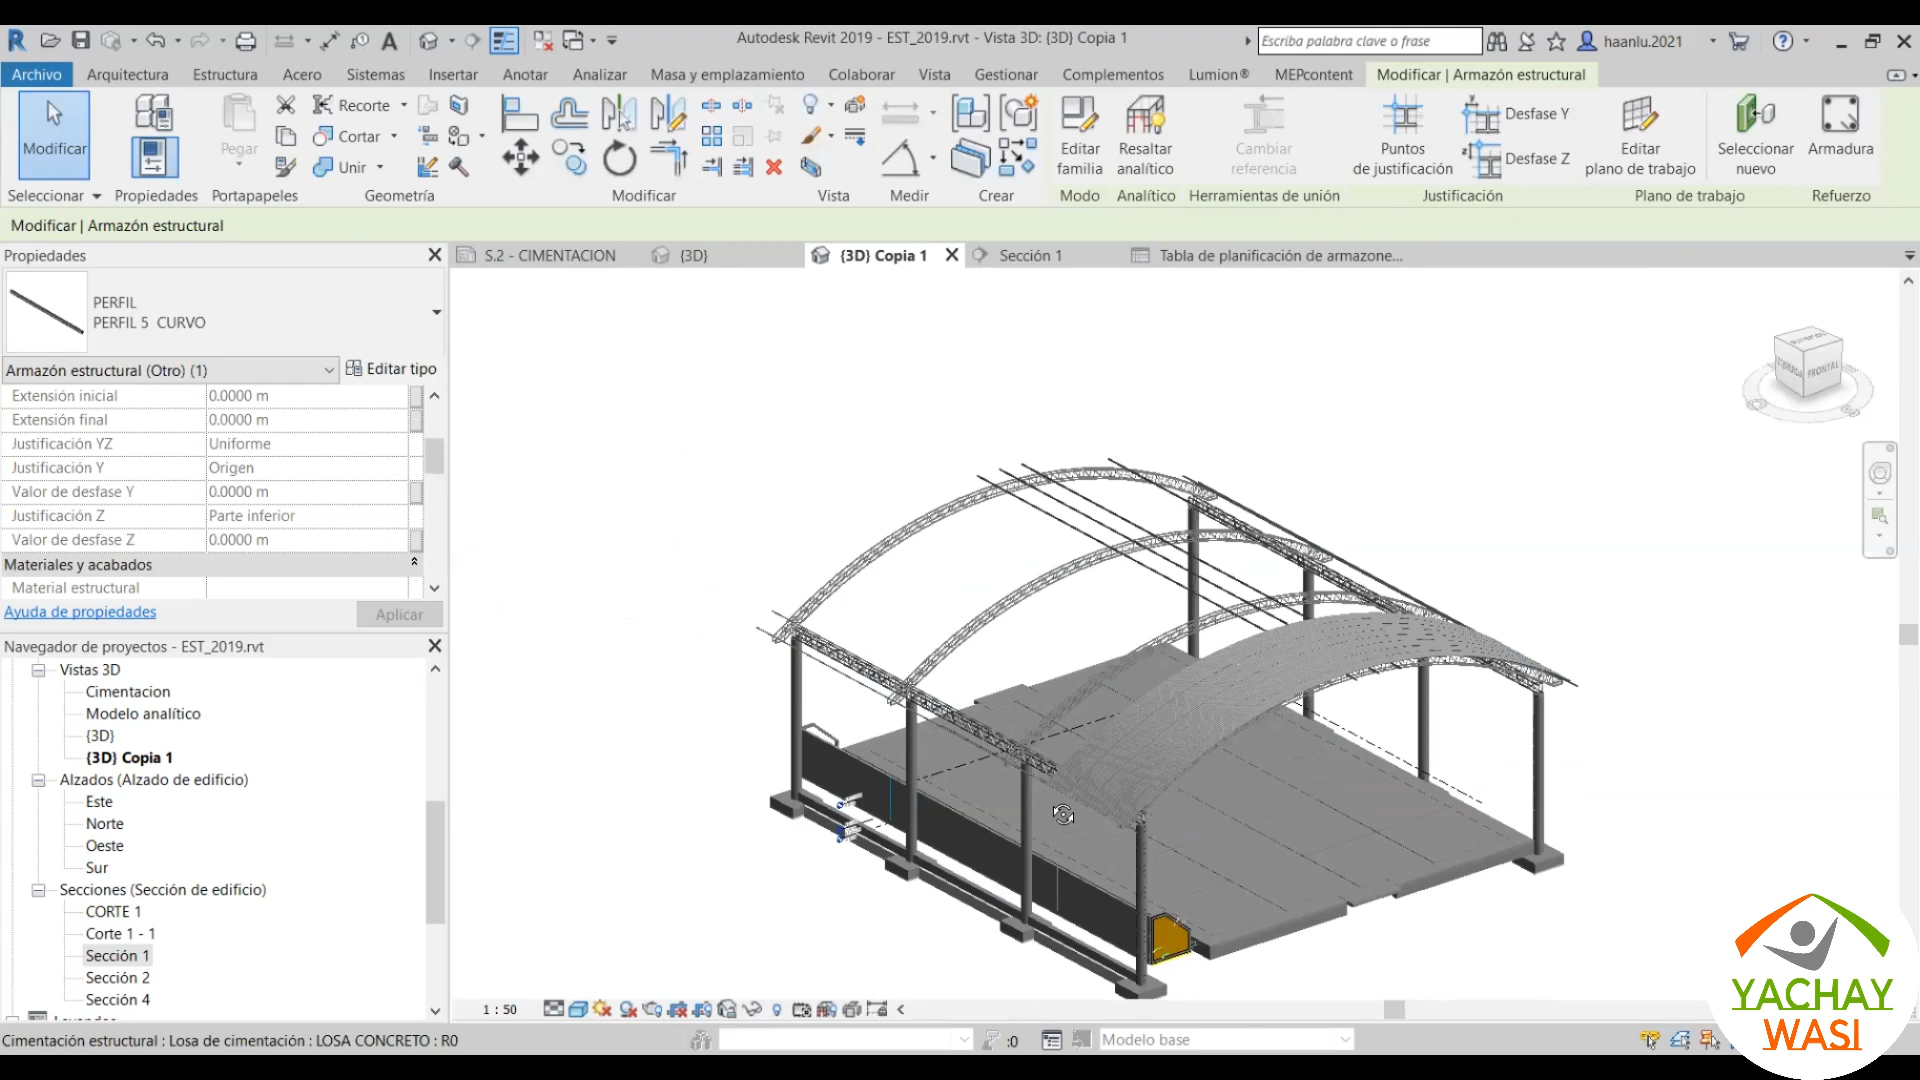 Autodesk Revit 2019 - EST_2019.rvt - Vista 3D: {3D} Copia 1
Escriba palabra clave o frase
haanlu.2021
Archivo
Arquitectura
Estructura
Acero
Sistemas
Insertar
Anotar
Analizar
Masa y emplazamiento
Colaborar
Vista
Gestionar
Complementos
Lumion®
MEPcontent
Modificar | Armazón estructural
Modificar
Pegar
Recorte
Cortar
Unir
Editar
familia
Resaltar
analítico
Cambiar
referencia
Puntos
de justificación
Desfase Y
Desfase Z
Editar
plano de trabajo
Seleccionar
nuevo
Armadura
Seleccionar
Propiedades
Portapapeles
Geometría
Modificar
Vista
Medir
Crear
Modo
Analítico
Herramientas de unión
Justificación
Plano de trabajo
Refuerzo
Modificar | Armazón estructural
Propiedades
S.2 - CIMENTACION
{3D}
{3D} Copia 1
Sección 1
Tabla de planificación de armazone...
PERFIL
PERFIL 5 CURVO
Armazón estructural (Otro) (1)
Editar tipo
Extensión inicial 0.0000 m
Extensión final 0.0000 m
Justificación YZ Uniforme
Justificación Y Origen
Valor de desfase Y 0.0000 m
Justificación Z Parte inferior
Valor de desfase Z 0.0000 m
Materiales y acabados
Material estructural
Ayuda de propiedades
Aplicar
Navegador de proyectos - EST_2019.rvt
Vistas 3D
Cimentacion
Modelo analítico
{3D}
{3D} Copia 1
Alzados (Alzado de edificio)
Este
Norte
Oeste
Sur
Secciones (Sección de edificio)
CORTE 1
Corte 1 - 1
Sección 1
Sección 2
Sección 4
FRONTAL
1 : 50
Cimentación estructural : Losa de cimentación : LOSA CONCRETO : R0
:0
Modelo base
YACHAY
WASI